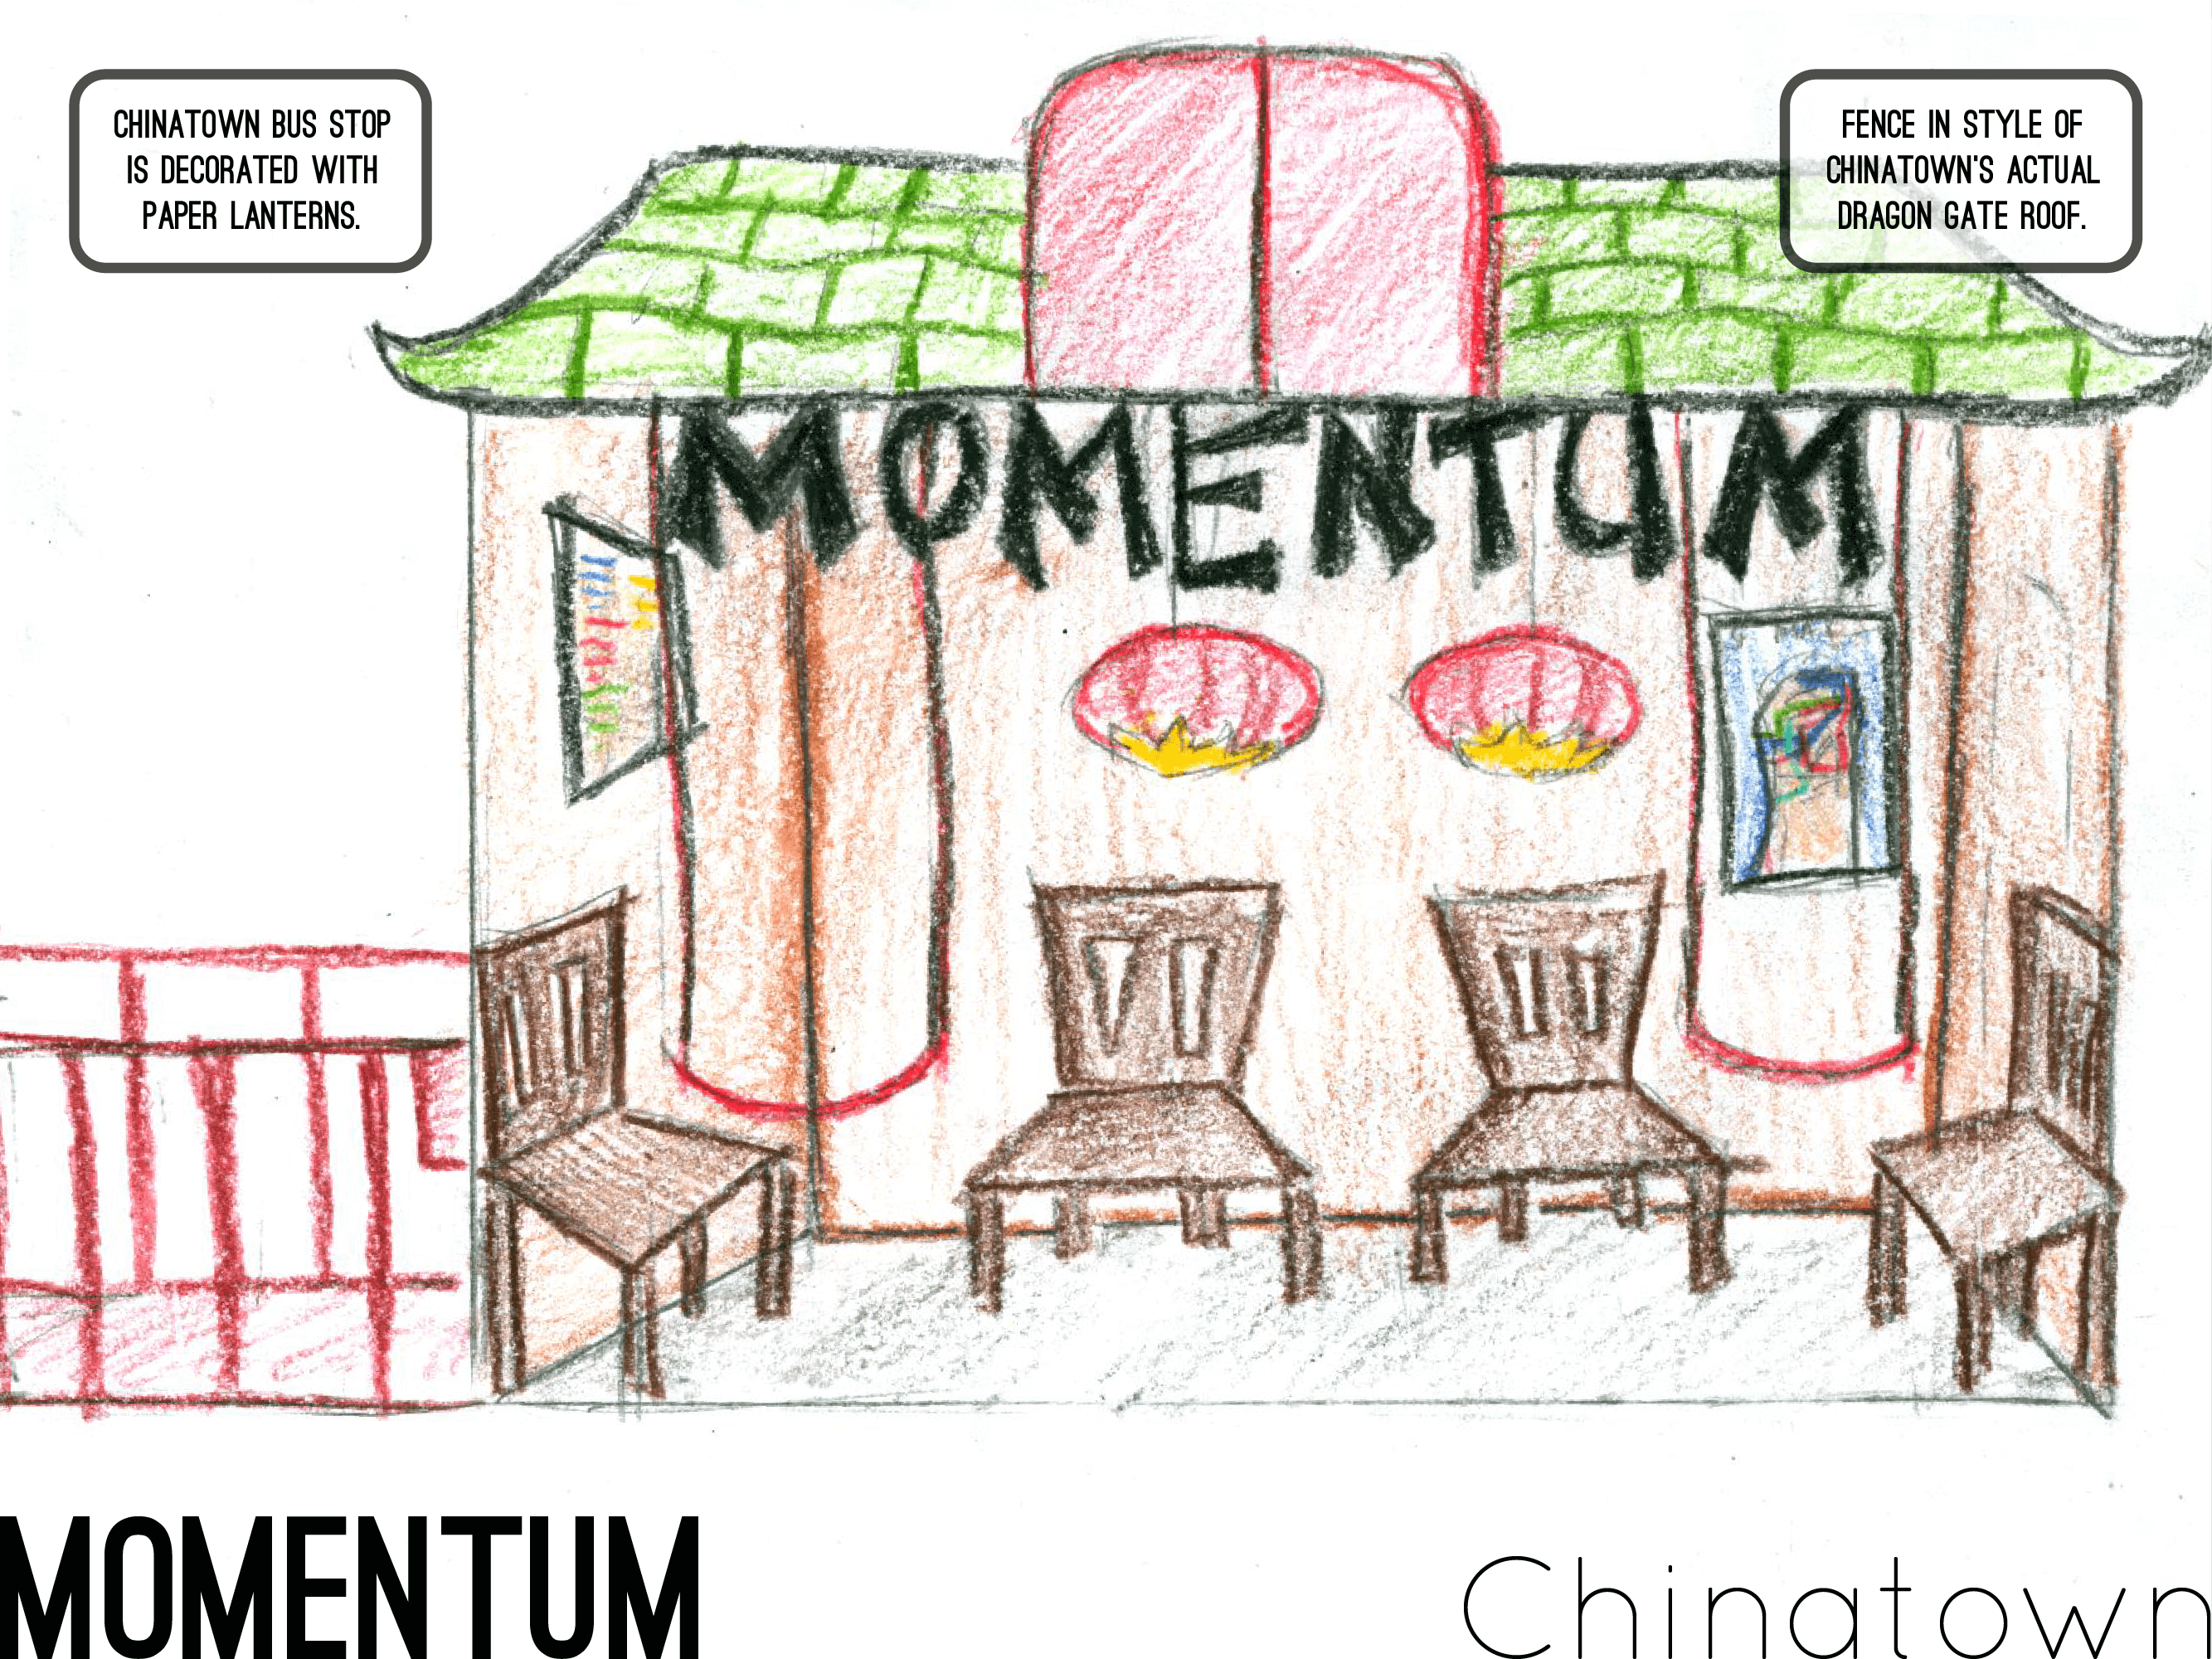 CHINATOWN BUS STOP
IS DECORATED WITH
PAPER LANTERNS.
FENCE IN STYLE OF
CHINATOWN'S ACTUAL
DRAGON GATE ROOF.
MOMENTUM
MOMENTUM
Chinatown